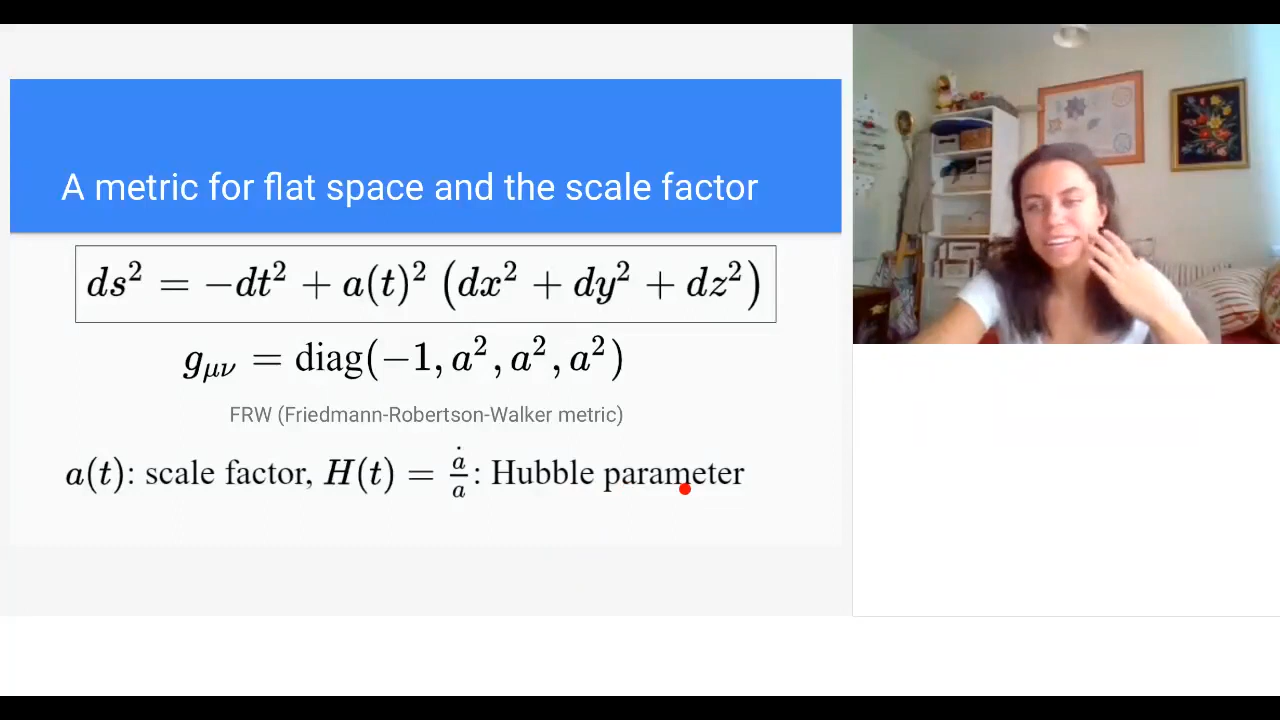 A metric for flat space and the scale factor
ds² = −dt² + a(t)² (dx² + dy² + dz²)
gμν = diag(−1, a², a², a²)
FRW (Friedmann-Robertson-Walker metric)
a(t): scale factor, H(t) = ȧ/a: Hubble parameter